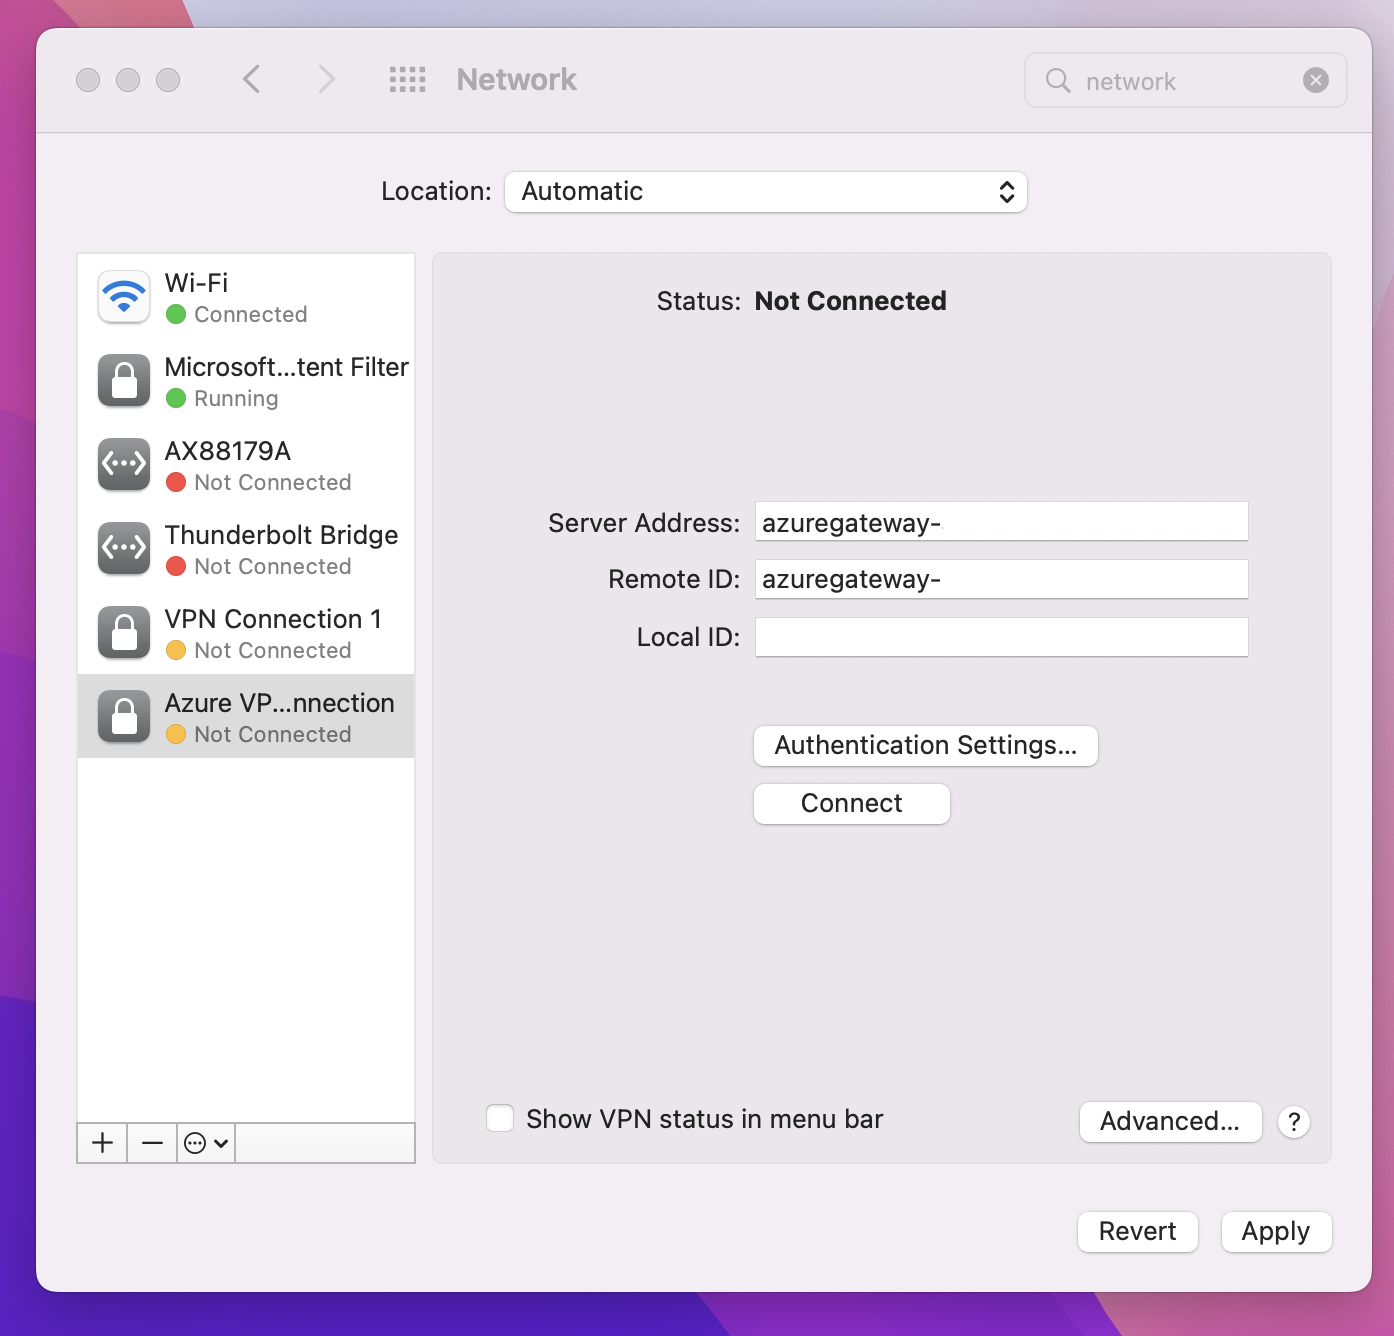 Network
network
Location: Automatic
Wi-Fi
Connected
Microsoft...tent Filter
Running
AX88179A
Not Connected
Thunderbolt Bridge
Not Connected
VPN Connection 1
Not Connected
Azure VP...nnection
Not Connected
Status: Not Connected
Server Address: azuregateway-
Remote ID: azuregateway-
Local ID:
Authentication Settings...
Connect
Show VPN status in menu bar
Advanced...
?
Revert
Apply